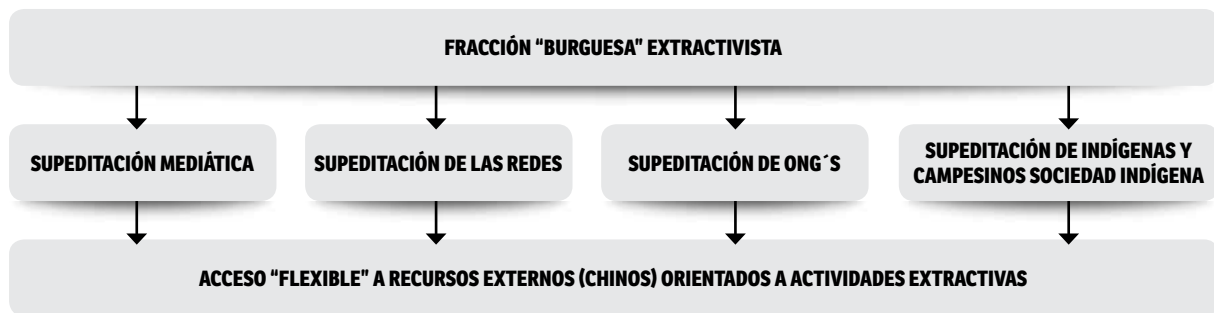 FRACCIÓN “BURGUESA” EXTRACTIVISTA
SUPEDITACIÓN MEDIÁTICA
SUPEDITACIÓN DE LAS REDES
SUPEDITACIÓN DE ONG´S
SUPEDITACIÓN DE INDÍGENAS Y
CAMPESINOS SOCIEDAD INDÍGENA
ACCESO “FLEXIBLE” A RECURSOS EXTERNOS (CHINOS) ORIENTADOS A ACTIVIDADES EXTRACTIVAS